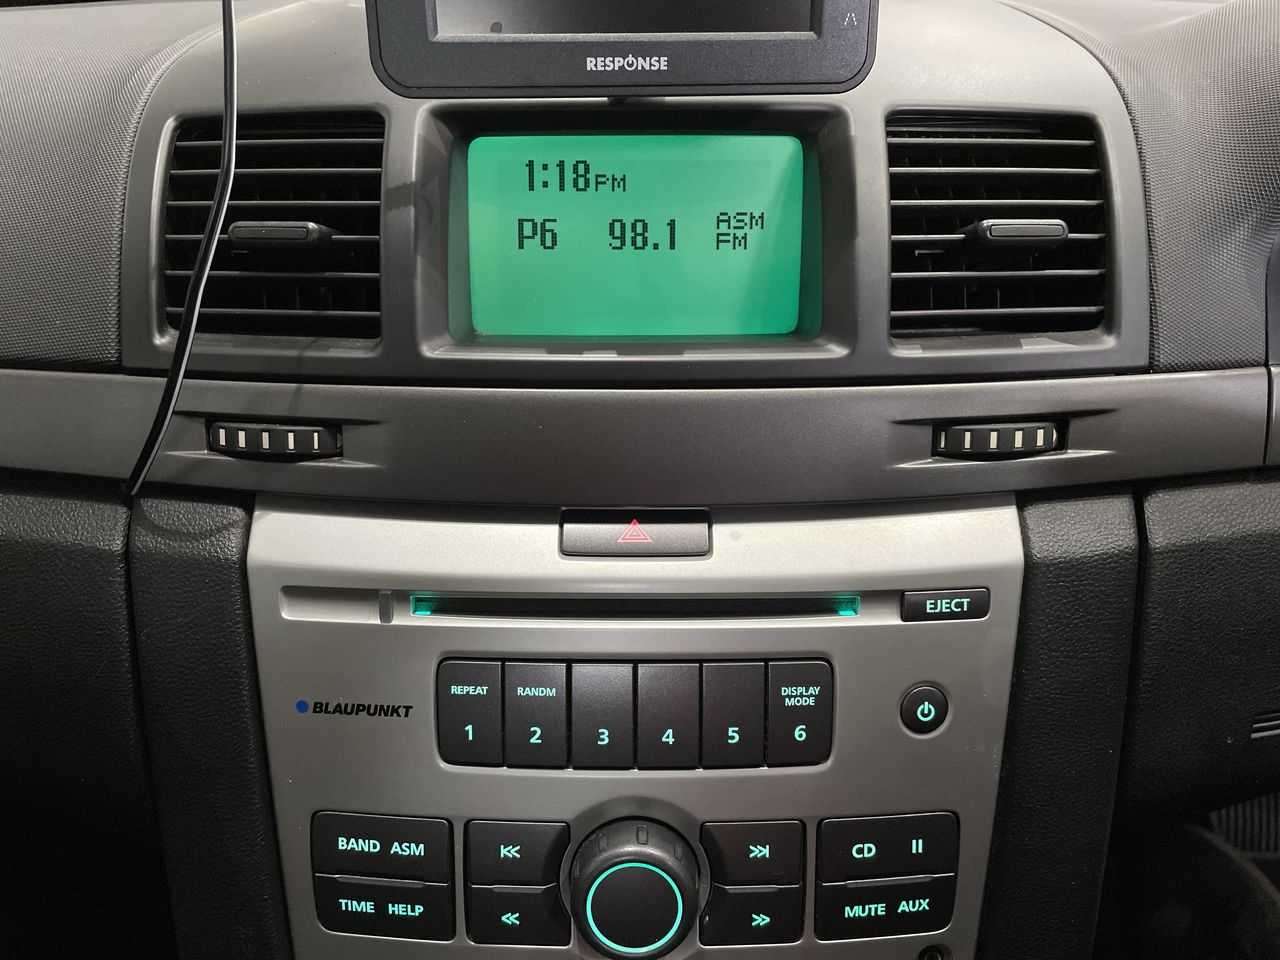 RESPONSE
1:18PM
P6 98.1 ASM
FM
EJECT
BLAUPUNKT
REPEAT RANDM DISPLAY
MODE
1 2 3 4 5 6
BAND ASM CD
TIME HELP MUTE AUX